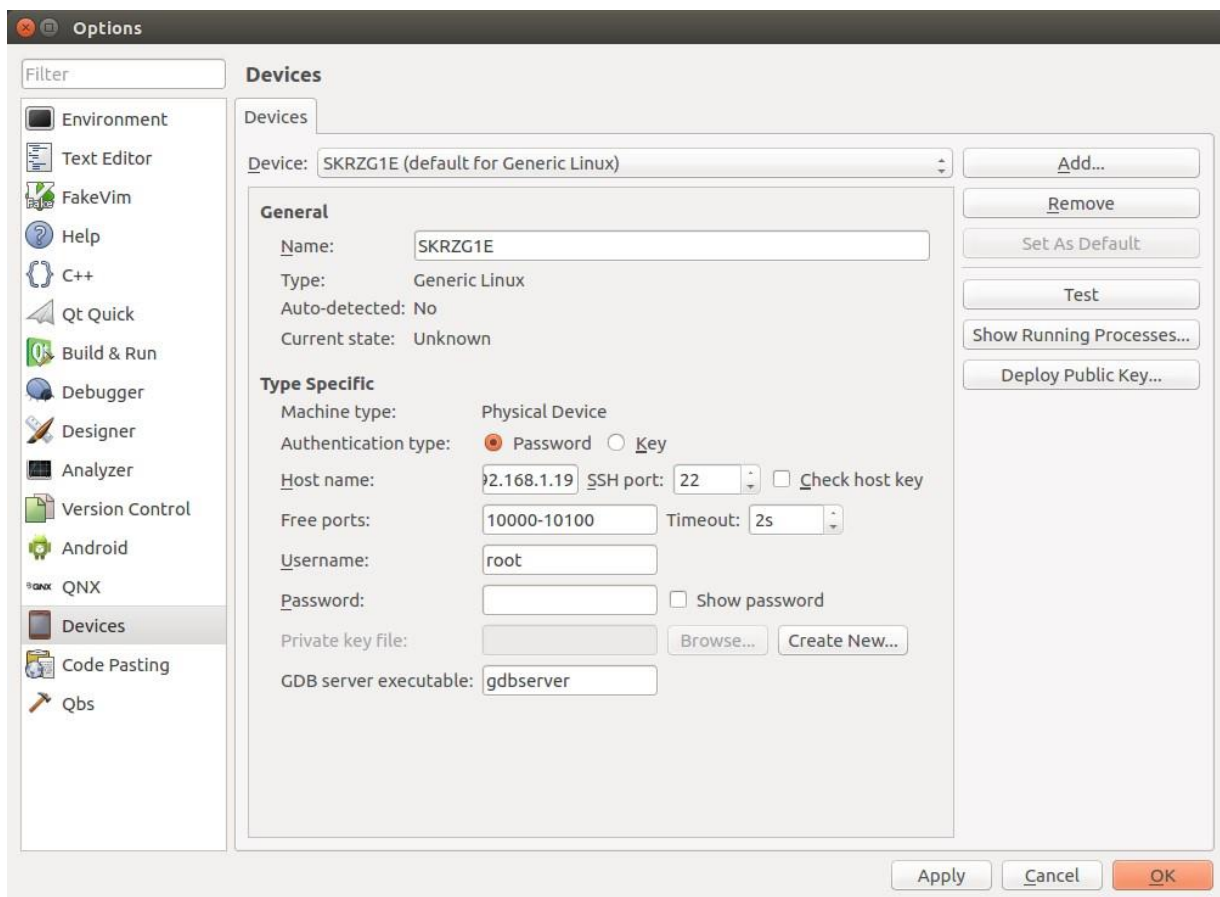 Options
Filter
Environment
Text Editor
FakeVim
Help
C++
Qt Quick
Build & Run
Debugger
Designer
Analyzer
Version Control
Android
QNX
Devices
Code Pasting
Qbs
Devices
Devices
Device: SKRZG1E (default for Generic Linux)
General
Name: SKRZG1E
Type: Generic Linux
Auto-detected: No
Current state: Unknown
Type Specific
Machine type: Physical Device
Authentication type: Password Key
Host name: 92.168.1.19 SSH port: 22 Check host key
Free ports: 10000-10100 Timeout: 2s
Username: root
Password: Show password
Private key file: Browse... Create New...
GDB server executable: gdbserver
Add...
Remove
Set As Default
Test
Show Running Processes...
Deploy Public Key...
Apply Cancel OK